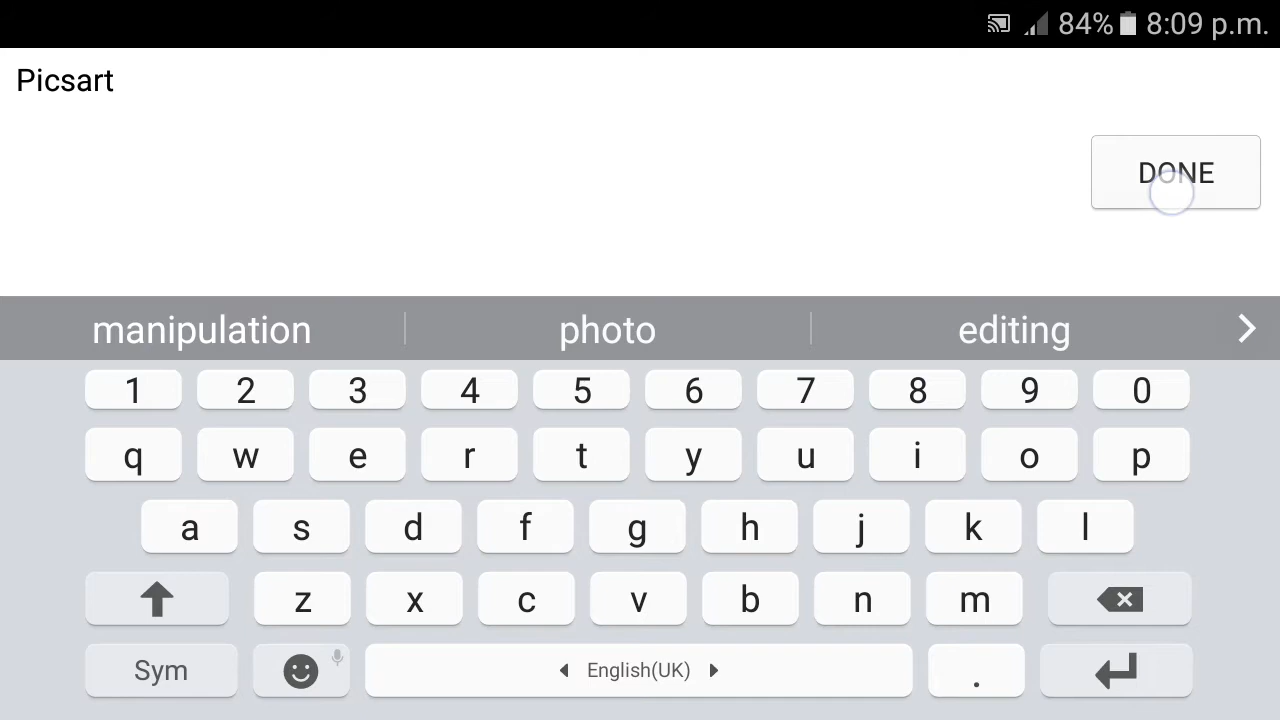 84% 8:09 p.m.
Picsart
DONE
manipulation photo editing
1 2 3 4 5 6 7 8 9 0
q w e r t y u i o p
a s d f g h j k l
z x c v b n m
Sym English(UK) .